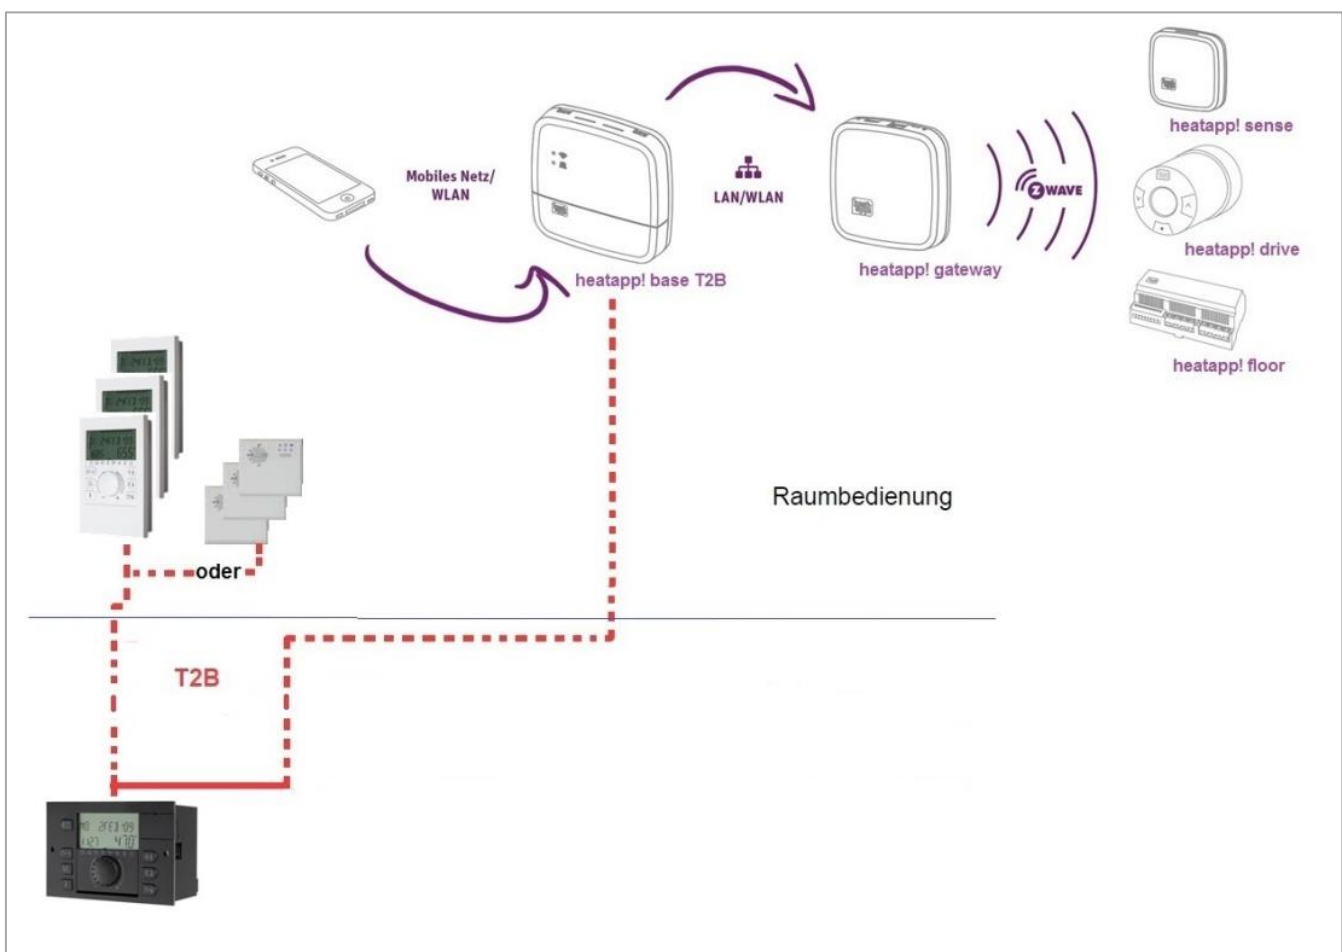 heatapp! sense
Mobiles Netz/
WLAN
LAN/WLAN
Z WAVE
heatapp! drive
heatapp! base T2B
heatapp! gateway
heatapp! floor
Raumbedienung
oder
T2B